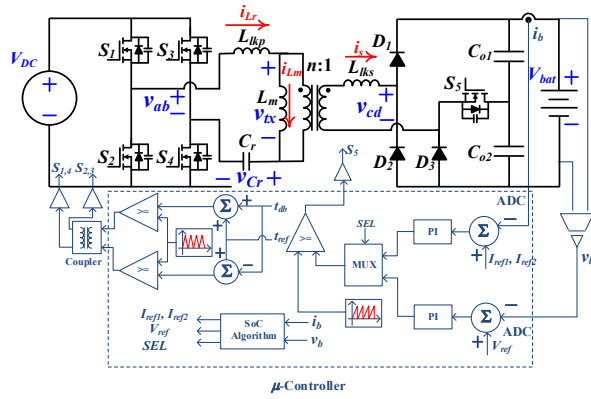 i_Lr
L_lkp
n:1
i_s
L_lks
D_1
i_b
C_o1
V_DC
S_1
S_3
i_Lm
L_m
v_tx
v_ab
v_cd
S_5
V_bat
S_2
S_4
C_r
v_Cr
D_2
D_3
C_o2
S_1,4
S_2,3
S_5
ADC
>=
Σ
t_db
>=
SEL
MUX
PI
Σ
I_ref1, I_ref2
t_ref
Coupler
>=
Σ
PI
Σ
ADC
V_ref
I_ref1, I_ref2
V_ref
SEL
SoC
Algorithm
i_b
v_b
μ-Controller